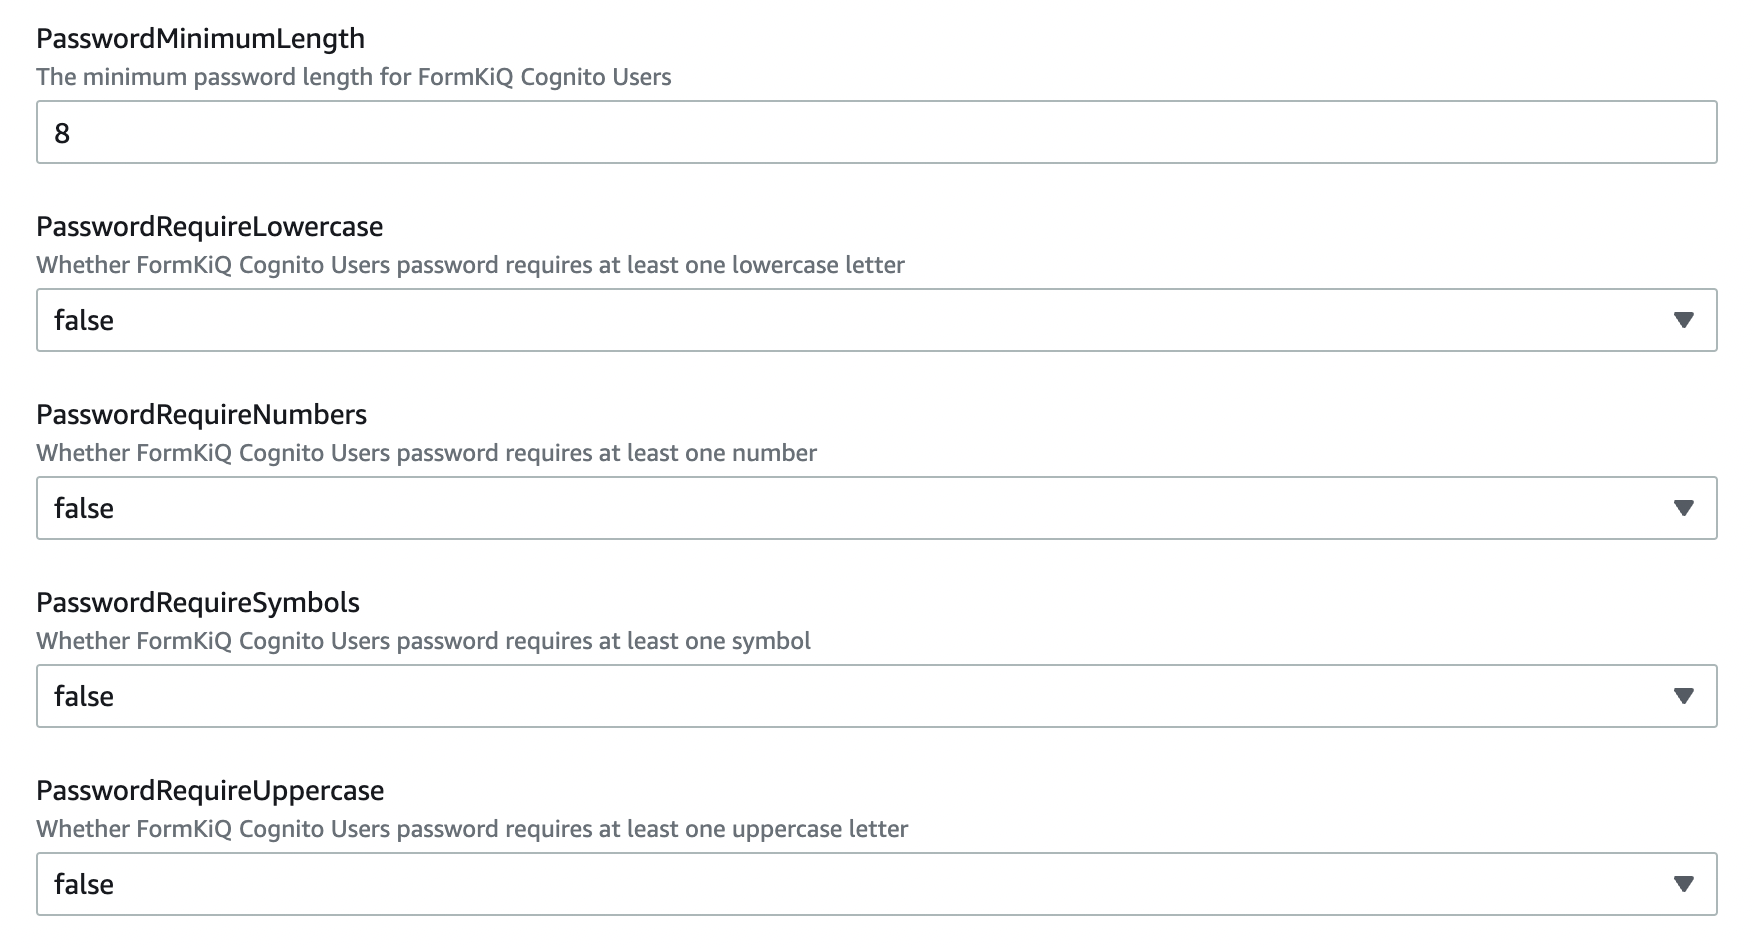 PasswordMinimumLength
The minimum password length for FormKiQ Cognito Users
8
PasswordRequireLowercase
Whether FormKiQ Cognito Users password requires at least one lowercase letter
false
PasswordRequireNumbers
Whether FormKiQ Cognito Users password requires at least one number
false
PasswordRequireSymbols
Whether FormKiQ Cognito Users password requires at least one symbol
false
PasswordRequireUppercase
Whether FormKiQ Cognito Users password requires at least one uppercase letter
false